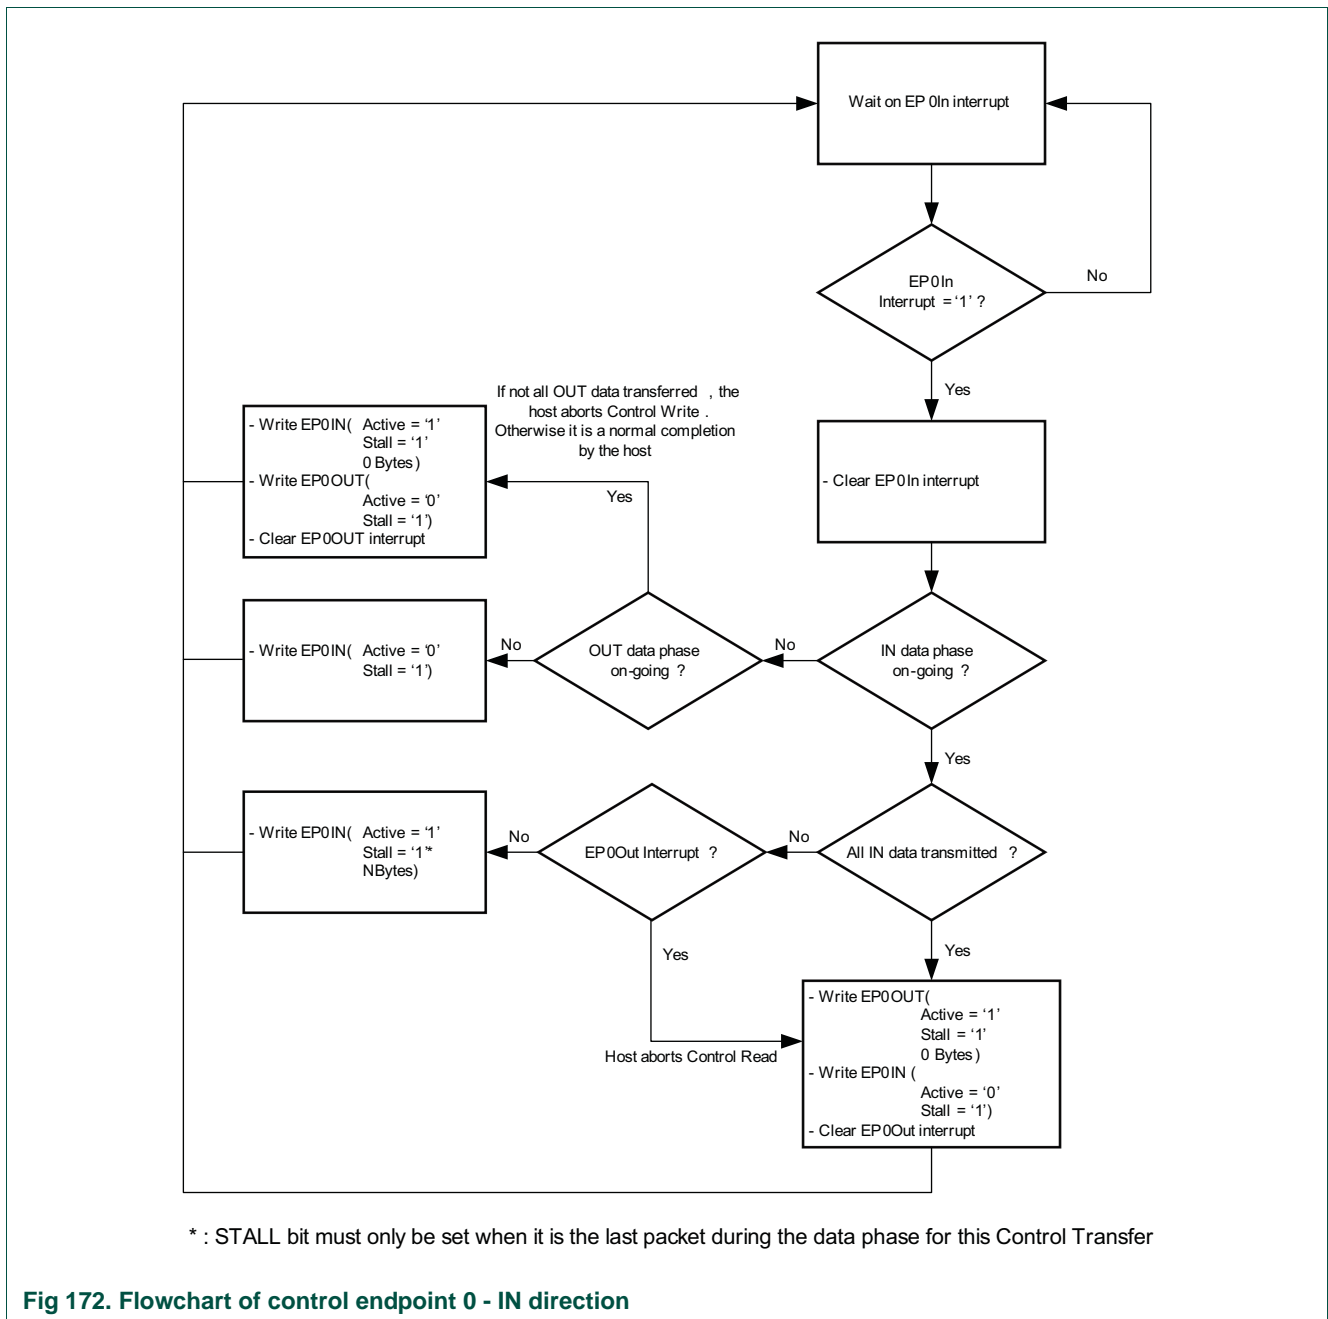 Wait on EP 0In interrupt
EP0In
Interrupt = ‘1’ ?
No
Yes
If not all OUT data transferred , the
host aborts Control Write .
Otherwise it is a normal completion
by the host
- Write EP0IN( Active = ‘1’
Stall = ‘1’
0 Bytes)
- Write EP0OUT(
Active = ‘0’
Stall = ‘1’)
- Clear EP0OUT interrupt
Yes
- Clear EP0In interrupt
- Write EP0IN( Active = ‘0’
Stall = ‘1’)
No
OUT data phase
on-going ?
No
IN data phase
on-going ?
Yes
- Write EP0IN( Active = ‘1’
Stall = ‘1’*
NBytes)
No
EP0Out Interrupt ?
No
All IN data transmitted ?
Yes
Yes
Host aborts Control Read
- Write EP0OUT(
Active = ‘1’
Stall = ‘1’
0 Bytes)
- Write EP0IN (
Active = ‘0’
Stall = ‘1’)
- Clear EP0Out interrupt
* : STALL bit must only be set when it is the last packet during the data phase for this Control Transfer
Fig 172. Flowchart of control endpoint 0 - IN direction